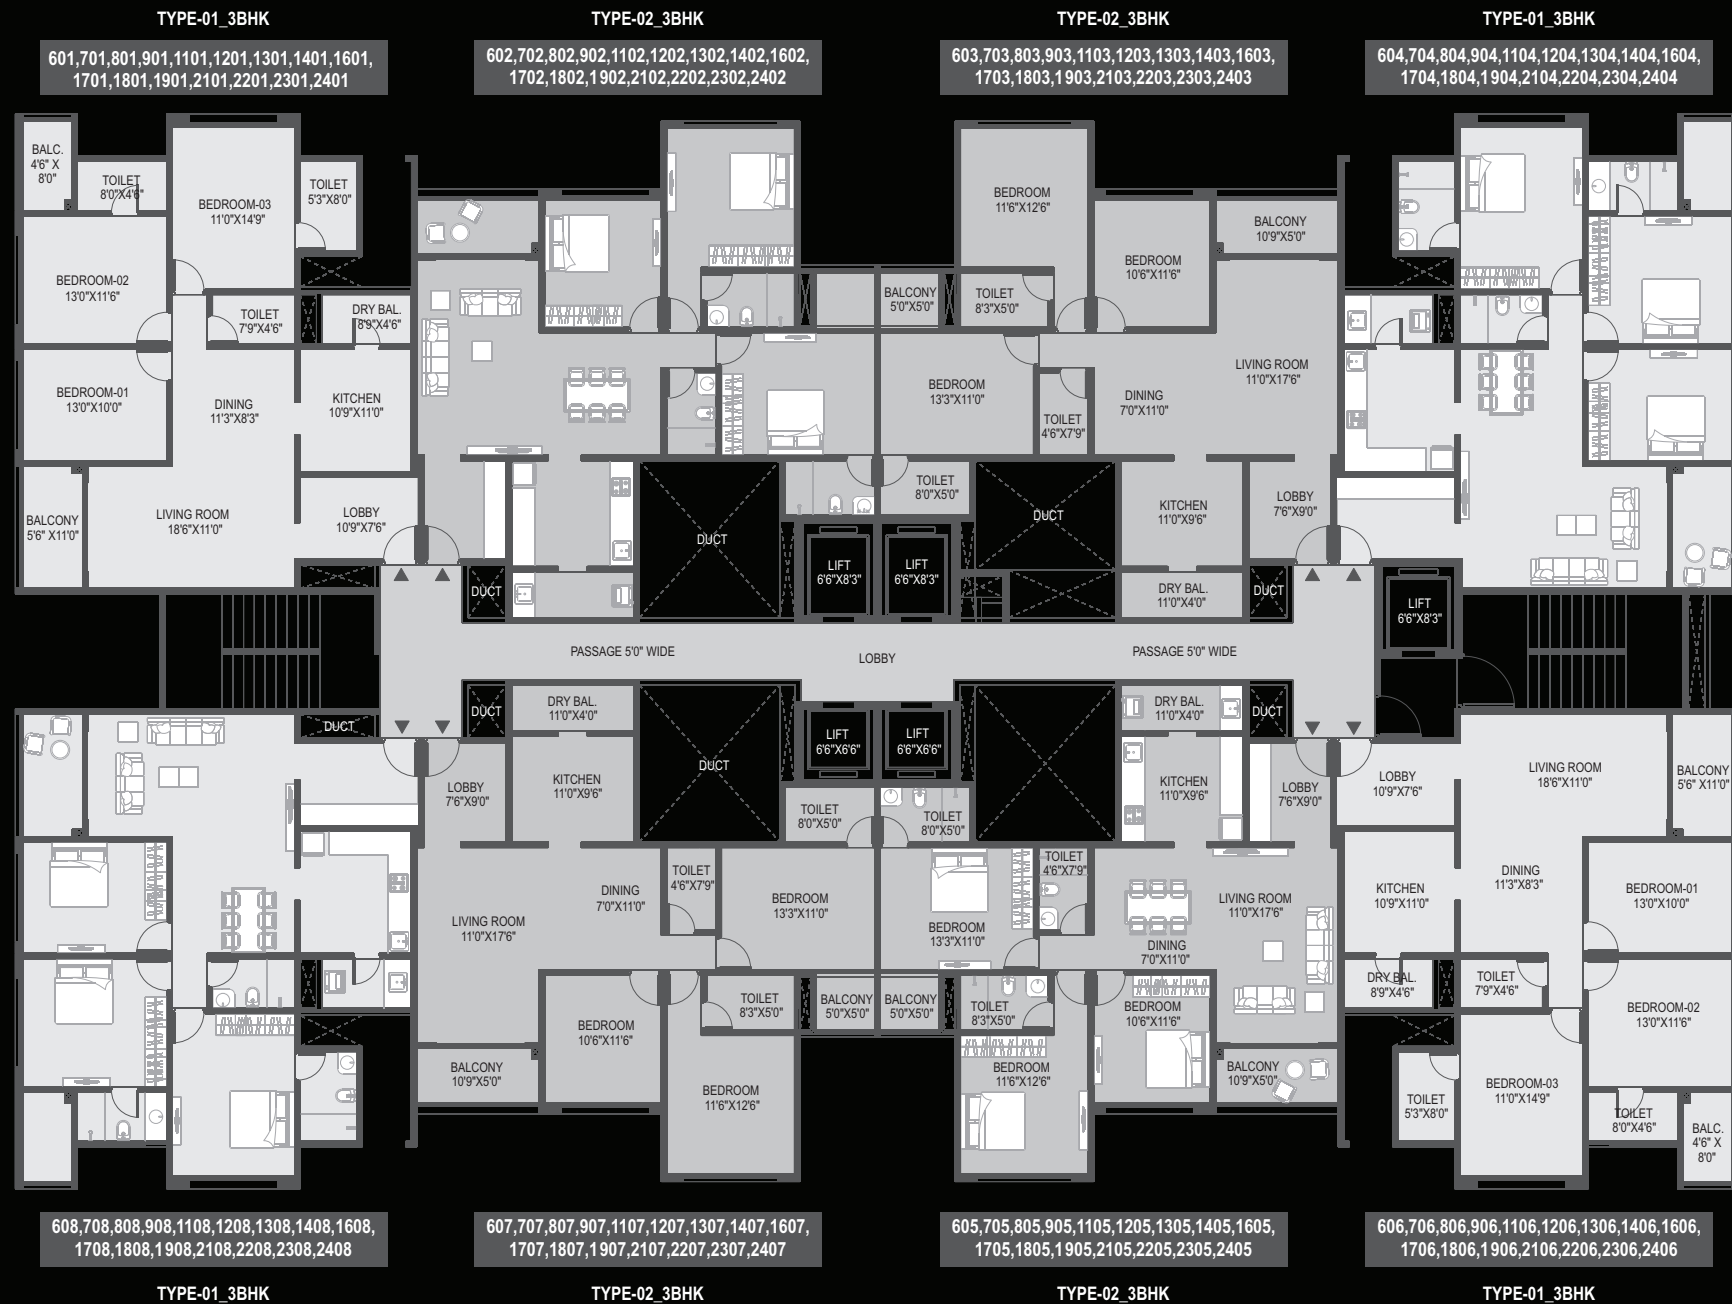 TYPE-01_3BHK
601,701,801,901,1101,1201,1301,1401,1601,
1701,1801,1901,2101,2201,2301,2401
TYPE-02_3BHK
602,702,802,902,1102,1202,1302,1402,1602,
1702,1802,1902,2102,2202,2302,2402
TYPE-02_3BHK
603,703,803,903,1103,1203,1303,1403,1603,
1703,1803,1903,2103,2203,2303,2403
TYPE-01_3BHK
604,704,804,904,1104,1204,1304,1404,1604,
1704,1804,1904,2104,2204,2304,2404
BALC.
4'6" X
8'0"
TOILET
8'0"X4'6"
BEDROOM-03
11'0"X14'9"
TOILET
5'3"X8'0"
BEDROOM-02
13'0"X11'6"
TOILET
7'9"X4'6"
DRY BAL.
8'9"X4'6"
BEDROOM-01
13'0"X10'0"
DINING
11'3"X8'3"
KITCHEN
10'9"X11'0"
BALCONY
5'6" X11'0"
LIVING ROOM
18'6"X11'0"
LOBBY
10'9"X7'6"
BEDROOM
11'6"X12'6"
BALCONY
10'9"X5'0"
BEDROOM
10'6"X11'6"
BALCONY
5'0"X5'0"
TOILET
8'3"X5'0"
LIVING ROOM
11'0"X17'6"
BEDROOM
13'3"X11'0"
DINING
7'0"X11'0"
TOILET
4'6"X7'9"
TOILET
8'0"X5'0"
KITCHEN
11'0"X9'6"
LOBBY
7'6"X9'0"
DUCT
DUCT
LIFT
6'6"X8'3"
LIFT
6'6"X8'3"
DUCT
DRY BAL.
11'0"X4'0"
DUCT
LIFT
6'6"X8'3"
PASSAGE 5'0" WIDE
LOBBY
PASSAGE 5'0" WIDE
DUCT
DUCT
DRY BAL.
11'0"X4'0"
DRY BAL.
11'0"X4'0"
DUCT
LIFT
6'6"X6'6"
LIFT
6'6"X6'6"
DUCT
LOBBY
7'6"X9'0"
KITCHEN
11'0"X9'6"
KITCHEN
11'0"X9'6"
LOBBY
7'6"X9'0"
LOBBY
10'9"X7'6"
LIVING ROOM
18'6"X11'0"
BALCONY
5'6" X11'0"
TOILET
8'0"X5'0"
TOILET
8'0"X5'0"
TOILET
4'6"X7'9"
DINING
7'0"X11'0"
BEDROOM
13'3"X11'0"
LIVING ROOM
11'0"X17'6"
TOILET
4'6"X7'9"
LIVING ROOM
11'0"X17'6"
BEDROOM
13'3"X11'0"
DINING
7'0"X11'0"
DINING
11'3"X8'3"
KITCHEN
10'9"X11'0"
BEDROOM-01
13'0"X10'0"
DRY BAL.
8'9"X4'6"
TOILET
7'9"X4'6"
TOILET
8'3"X5'0"
BALCONY
5'0"X5'0"
BALCONY
5'0"X5'0"
TOILET
8'3"X5'0"
BEDROOM
10'6"X11'6"
BEDROOM
10'6"X11'6"
BEDROOM-02
13'0"X11'6"
BALCONY
10'9"X5'0"
BEDROOM
11'6"X12'6"
BEDROOM
11'6"X12'6"
BALCONY
10'9"X5'0"
BEDROOM-03
11'0"X14'9"
TOILET
5'3"X8'0"
TOILET
8'0"X4'6"
BALC.
4'6" X
8'0"
608,708,808,908,1108,1208,1308,1408,1608,
1708,1808,1908,2108,2208,2308,2408
TYPE-01_3BHK
607,707,807,907,1107,1207,1307,1407,1607,
1707,1807,1907,2107,2207,2307,2407
TYPE-02_3BHK
605,705,805,905,1105,1205,1305,1405,1605,
1705,1805,1905,2105,2205,2305,2405
TYPE-02_3BHK
606,706,806,906,1106,1206,1306,1406,1606,
1706,1806,1906,2106,2206,2306,2406
TYPE-01_3BHK